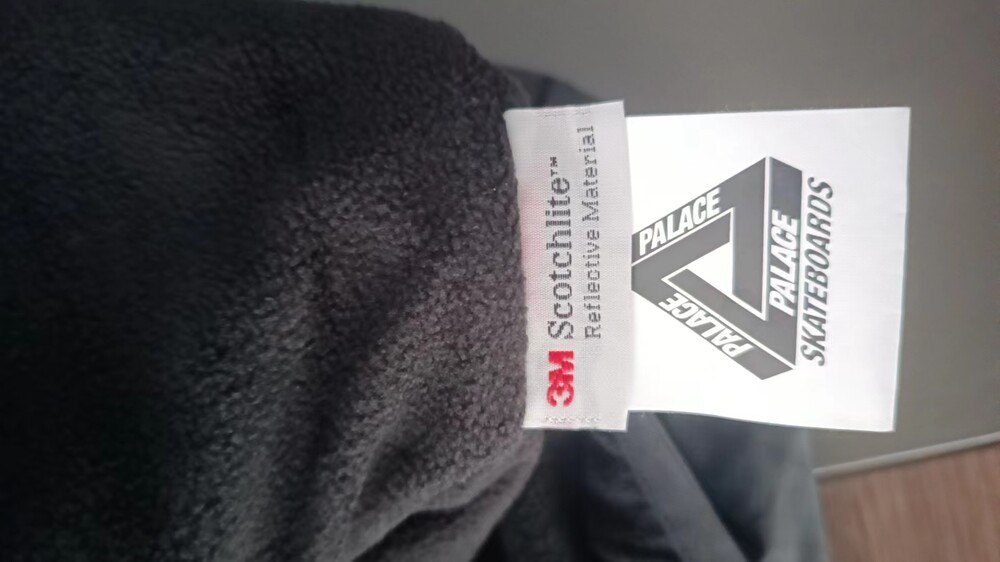 3M Scotchlite™
Reflective Material
PALACE
PALACE
PALACE
SKATEBOARDS